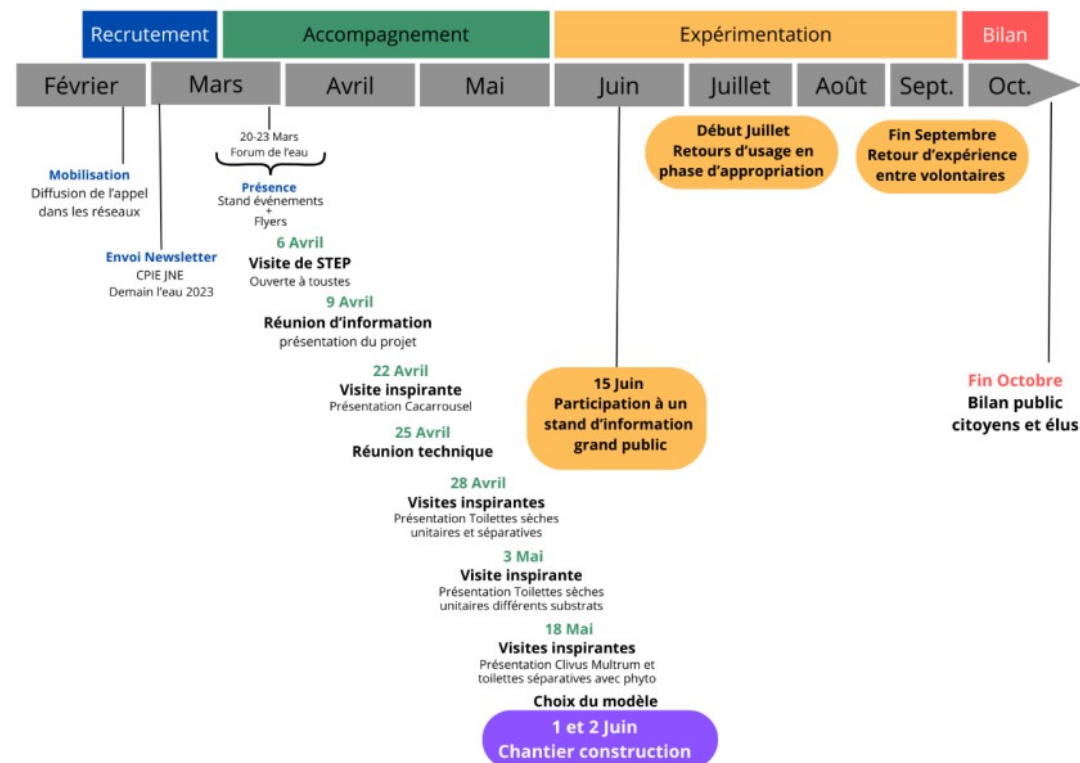 Recrutement
Accompagnement
Expérimentation
Bilan
Février
Mars
Avril
Mai
Juin
Juillet
Août
Sept.
Oct.
Mobilisation
Diffusion de l'appel
dans les réseaux
Envoi Newsletter
CPIE JNE
Demain l'eau 2023
20-23 Mars
Forum de l'eau
Présence
Stand événements
+
Flyers
6 Avril
Visite de STEP
Ouverte à toustes
9 Avril
Réunion d'information
présentation du projet
22 Avril
Visite inspirante
Présentation Cacarrousel
25 Avril
Réunion technique
28 Avril
Visites inspirantes
Présentation Toilettes sèches
unitaires et séparatives
3 Mai
Visite inspirante
Présentation Toilettes sèches
unitaires différents substrats
18 Mai
Visites inspirantes
Présentation Clivus Multrum et
toilettes séparatives avec phyto
Choix du modèle
1 et 2 Juin
Chantier construction
15 Juin
Participation à un
stand d'information
grand public
Début Juillet
Retours d'usage en
phase d'appropriation
Fin Septembre
Retour d'expérience
entre volontaires
Fin Octobre
Bilan public
citoyens et élus